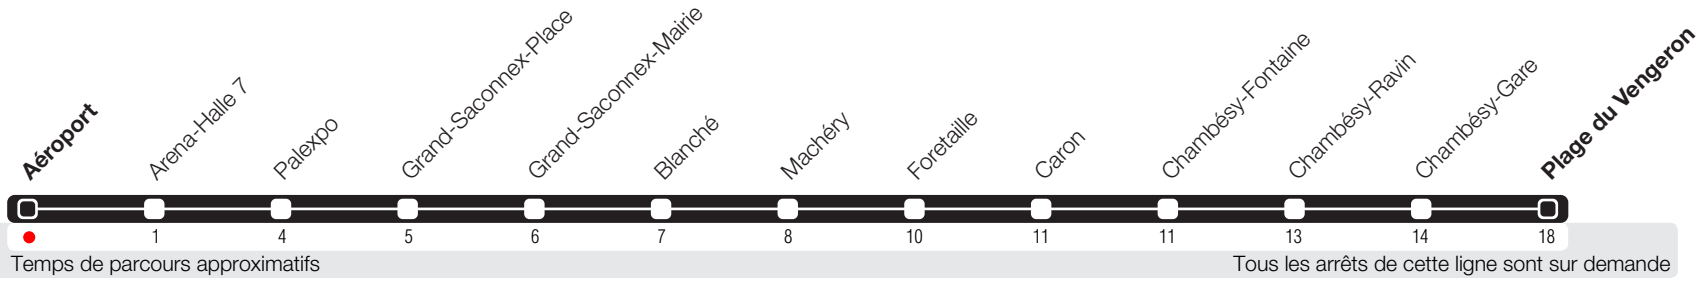 Aéroport
Arena-Halle 7
Palexpo
Grand-Saconnex-Place
Grand-Saconnex-Mairie
Blanché
Machéry
Foretaille
Caron
Chambésy-Fontaine
Chambésy-Ravin
Chambésy-Gare
Plage du Vengeron
1 4 5 6 7 8 10 11 11 13 14 18
Temps de parcours approximatifs
Tous les arrêts de cette ligne sont sur demande